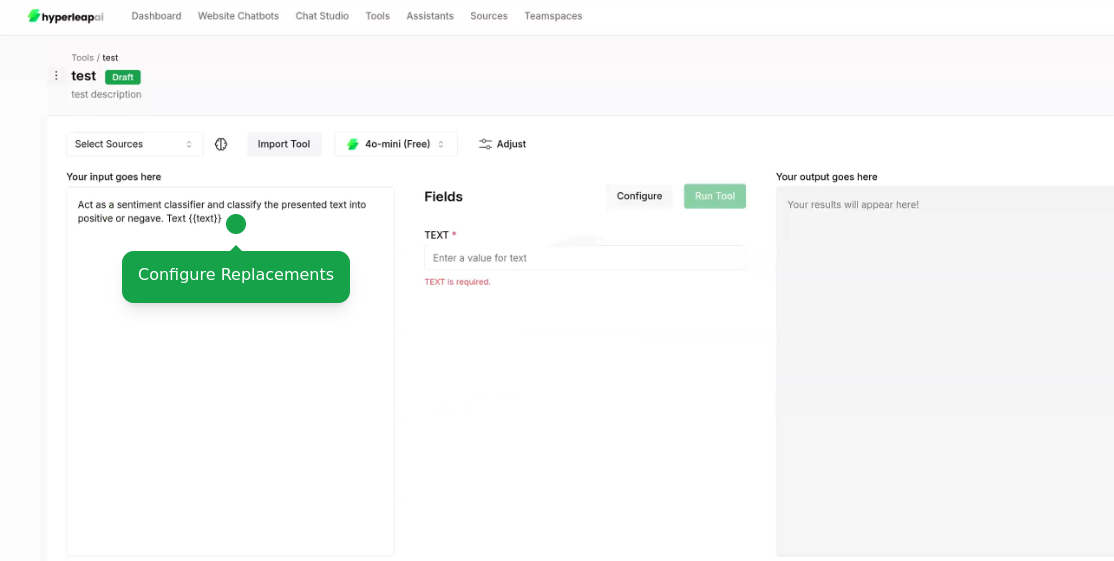 hyperleapai
Dashboard Website Chatbots Chat Studio Tools Assistants Sources Teamspaces
Tools / test
test Draft
test description
Select Sources Import Tool 4o-mini (Free) Adjust
Your input goes here
Act as a sentiment classifier and classify the presented text into
positive or negave. Text {{text}}
Configure Replacements
Fields Configure Run Tool
TEXT *
Enter a value for text
TEXT is required.
Your output goes here
Your results will appear here!